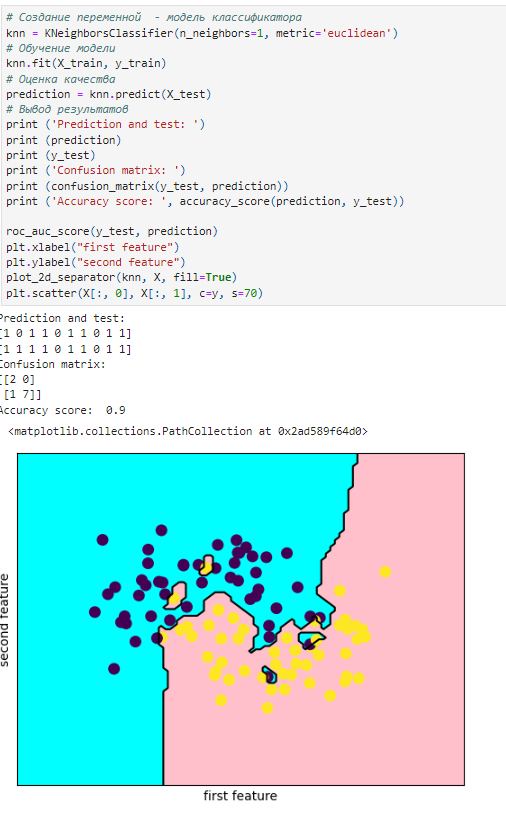 # Создание переменной - модель классификатора
knn = KNeighborsClassifier(n_neighbors=1, metric='euclidean')
# Обучение модели
knn.fit(X_train, y_train)
# Оценка качества
prediction = knn.predict(X_test)
# Вывод результатов
print ('Prediction and test: ')
print (prediction)
print (y_test)
print ('Confusion matrix: ')
print (confusion_matrix(y_test, prediction))
print ('Accuracy score: ', accuracy_score(prediction, y_test))
roc_auc_score(y_test, prediction)
plt.xlabel("first feature")
plt.ylabel("second feature")
plot_2d_separator(knn, X, fill=True)
plt.scatter(X[:, 0], X[:, 1], c=y, s=70)
Prediction and test:
[1 0 1 1 0 1 1 0 1 1]
[1 1 1 1 0 1 1 0 1 1]
Confusion matrix:
[[2 0]
[1 7]]
Accuracy score: 0.9
<matplotlib.collections.PathCollection at 0x2ad589f64d0>
second feature
first feature